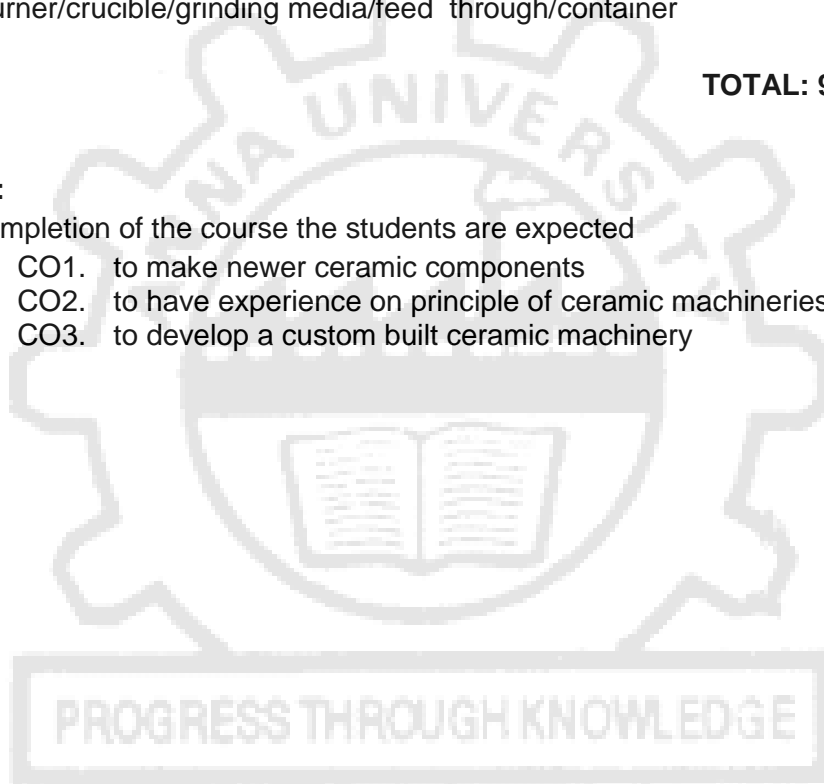 urner/crucible/grinding media/feed through/container
TOTAL: 9
:
mpletion of the course the students are expected
CO1. to make newer ceramic components
CO2. to have experience on principle of ceramic machineries
CO3. to develop a custom built ceramic machinery
ANNA UNIVERSITY
PROGRESS THROUGH KNOWLEDGE